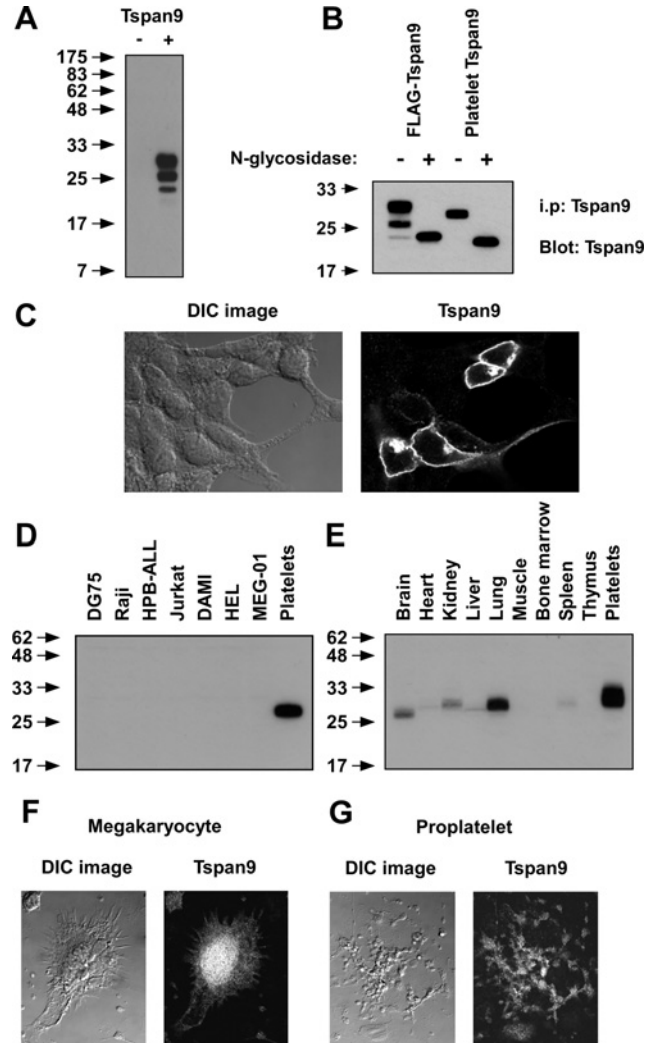 A
Tspan9
- +
175
83
62
48
33
25
17
7
B
FLAG-Tspan9
Platelet Tspan9
N-glycosidase: - + - +
33
25
17
i.p: Tspan9
Blot: Tspan9
C
DIC image Tspan9
D
DG75
Raji
HPB-ALL
Jurkat
DAMI
HEL
MEG-01
Platelets
62
48
33
25
17
E
Brain
Heart
Kidney
Liver
Lung
Muscle
Bone marrow
Spleen
Thymus
Platelets
62
48
33
25
17
F
Megakaryocyte
DIC image Tspan9
G
Proplatelet
DIC image Tspan9